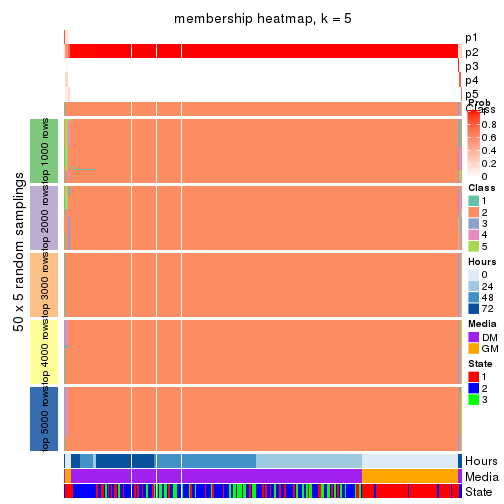 membership heatmap, k = 5
p1
p2
p3
p4
p5
Class
50 x 5 random samplings
top 1000 rows
top 2000 rows
top 3000 rows
top 4000 rows
top 5000 rows
Prob
1
0.8
0.6
0.4
0.2
0
Class
1
2
3
4
5
Hours
0
24
48
72
Media
DM
GM
State
1
2
3
Hours
Media
State